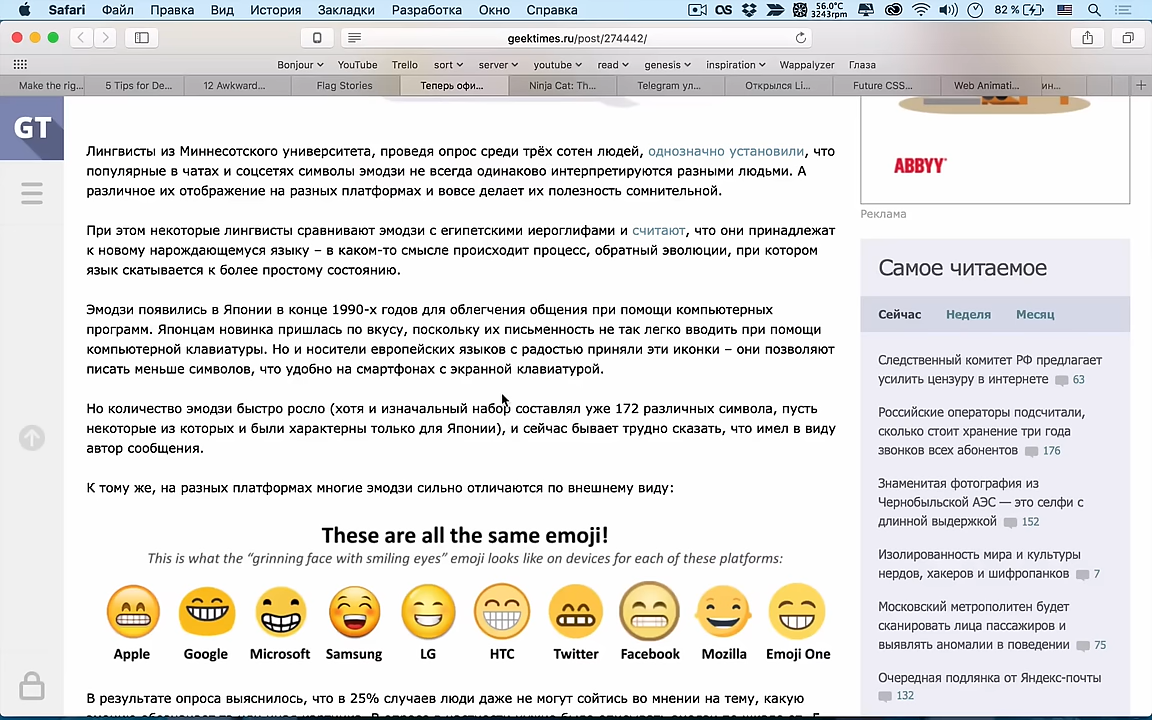 Safari Файл Правка Вид История Закладки Разработка Окно Справка 56.0°C 3243rpm 82 %
geektimes.ru/post/274442/
Bonjour YouTube Trello sort server youtube read genesis inspiration Wappalyzer Глаза
Make the rig... 5 Tips for De... 12 Awkward... Flag Stories Теперь офи... Ninja Cat: Th... Telegram ул... Открылся Li... Future CSS... Web Animati... ин...
GT
Лингвисты из Миннесотского университета, проведя опрос среди трёх сотен людей, однозначно установили, что
популярные в чатах и соцсетях символы эмодзи не всегда одинаково интерпретируются разными людьми. А
различное их отображение на разных платформах и вовсе делает их полезность сомнительной.
При этом некоторые лингвисты сравнивают эмодзи с египетскими иероглифами и считают, что они принадлежат
к новому нарождающемуся языку – в каком-то смысле происходит процесс, обратный эволюции, при котором
язык скатывается к более простому состоянию.
Эмодзи появились в Японии в конце 1990-х годов для облегчения общения при помощи компьютерных
программ. Японцам новинка пришлась по вкусу, поскольку их письменность не так легко вводить при помощи
компьютерной клавиатуры. Но и носители европейских языков с радостью приняли эти иконки – они позволяют
писать меньше символов, что удобно на смартфонах с экранной клавиатурой.
Но количество эмодзи быстро росло (хотя и изначальный набор составлял уже 172 различных символа, пусть
некоторые из которых и были характерны только для Японии), и сейчас бывает трудно сказать, что имел в виду
автор сообщения.
К тому же, на разных платформах многие эмодзи сильно отличаются по внешнему виду:
These are all the same emoji!
This is what the “grinning face with smiling eyes” emoji looks like on devices for each of these platforms:
Apple Google Microsoft Samsung LG HTC Twitter Facebook Mozilla Emoji One
В результате опроса выяснилось, что в 25% случаев люди даже не могут сойтись во мнении на тему, какую
ABBYY
Реклама
Самое читаемое
Сейчас Неделя Месяц
Следственный комитет РФ предлагает
усилить цензуру в интернете 63
Российские операторы подсчитали,
сколько стоит хранение три года
звонков всех абонентов 176
Знаменитая фотография из
Чернобыльской АЭС — это селфи с
длинной выдержкой 152
Изолированность мира и культуры
нердов, хакеров и шифропанков 7
Московский метрополитен будет
сканировать лица пассажиров и
выявлять аномалии в поведении 75
Очередная подлянка от Яндекс-почты
132